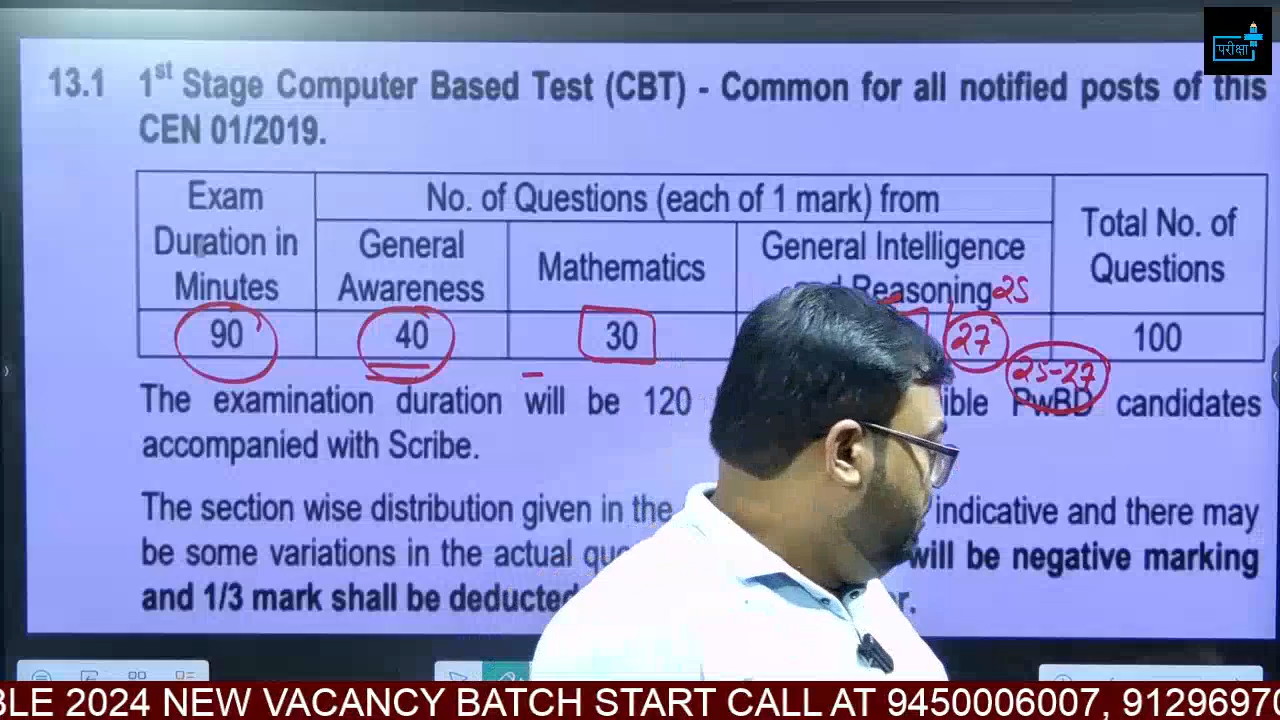 परीक्षा
13.1 1st Stage Computer Based Test (CBT) - Common for all notified posts of this
CEN 01/2019.
Exam
Duration in
Minutes
No. of Questions (each of 1 mark) from
General
Awareness
Mathematics
General Intelligence
Reasoning 25
Total No. of
Questions
90
40
30
27
100
25-27
The examination duration will be 120 PwBD candidates
accompanied with Scribe.
The section wise distribution given in the indicative and there may
be some variations in the actual will be negative marking
and 1/3 mark shall be deducted
2024 NEW VACANCY BATCH START CALL AT 9450006007,